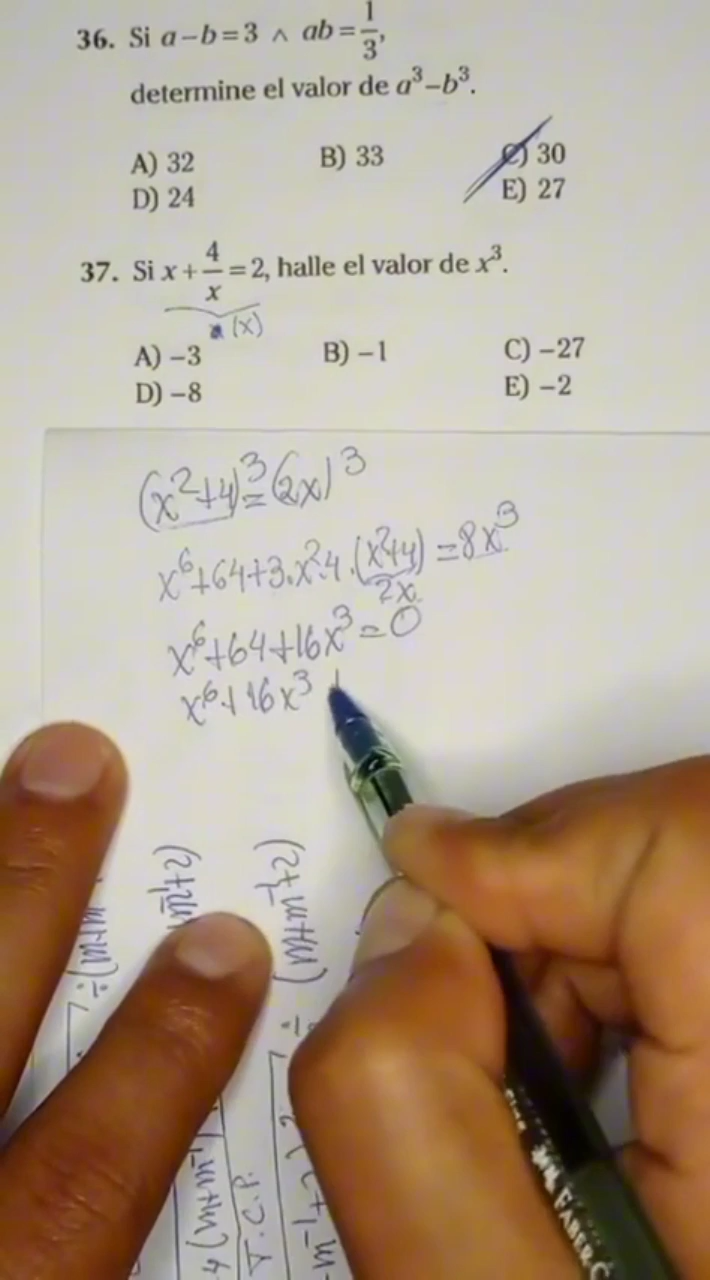 36. Si a−b=3 ∧ ab=1/3,
determine el valor de a³−b³.
A) 32 B) 33 C) 30
D) 24 E) 27
37. Si x+4/x=2, halle el valor de x³.
(x)
A) −3 B) −1 C) −27
D) −8 E) −2
(x²+4)³=(2x)³
x⁶+64+3.x².4.(x²+4)=8x³
2x
x⁶+64+16x³=0
x⁶+16x³